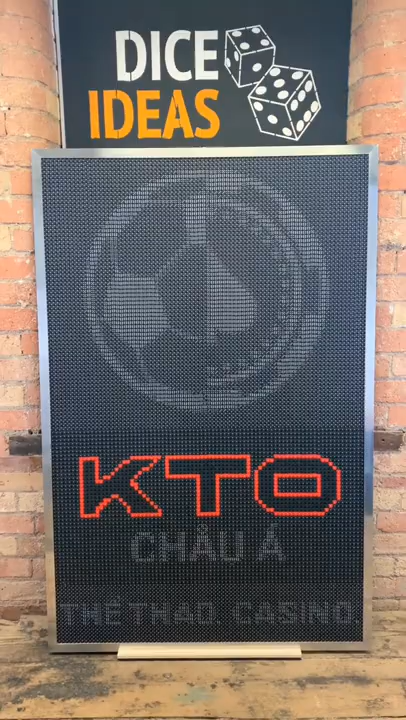 DICE
IDEAS
KTO
CHÂU Á
THỂ THAO. CASINO.